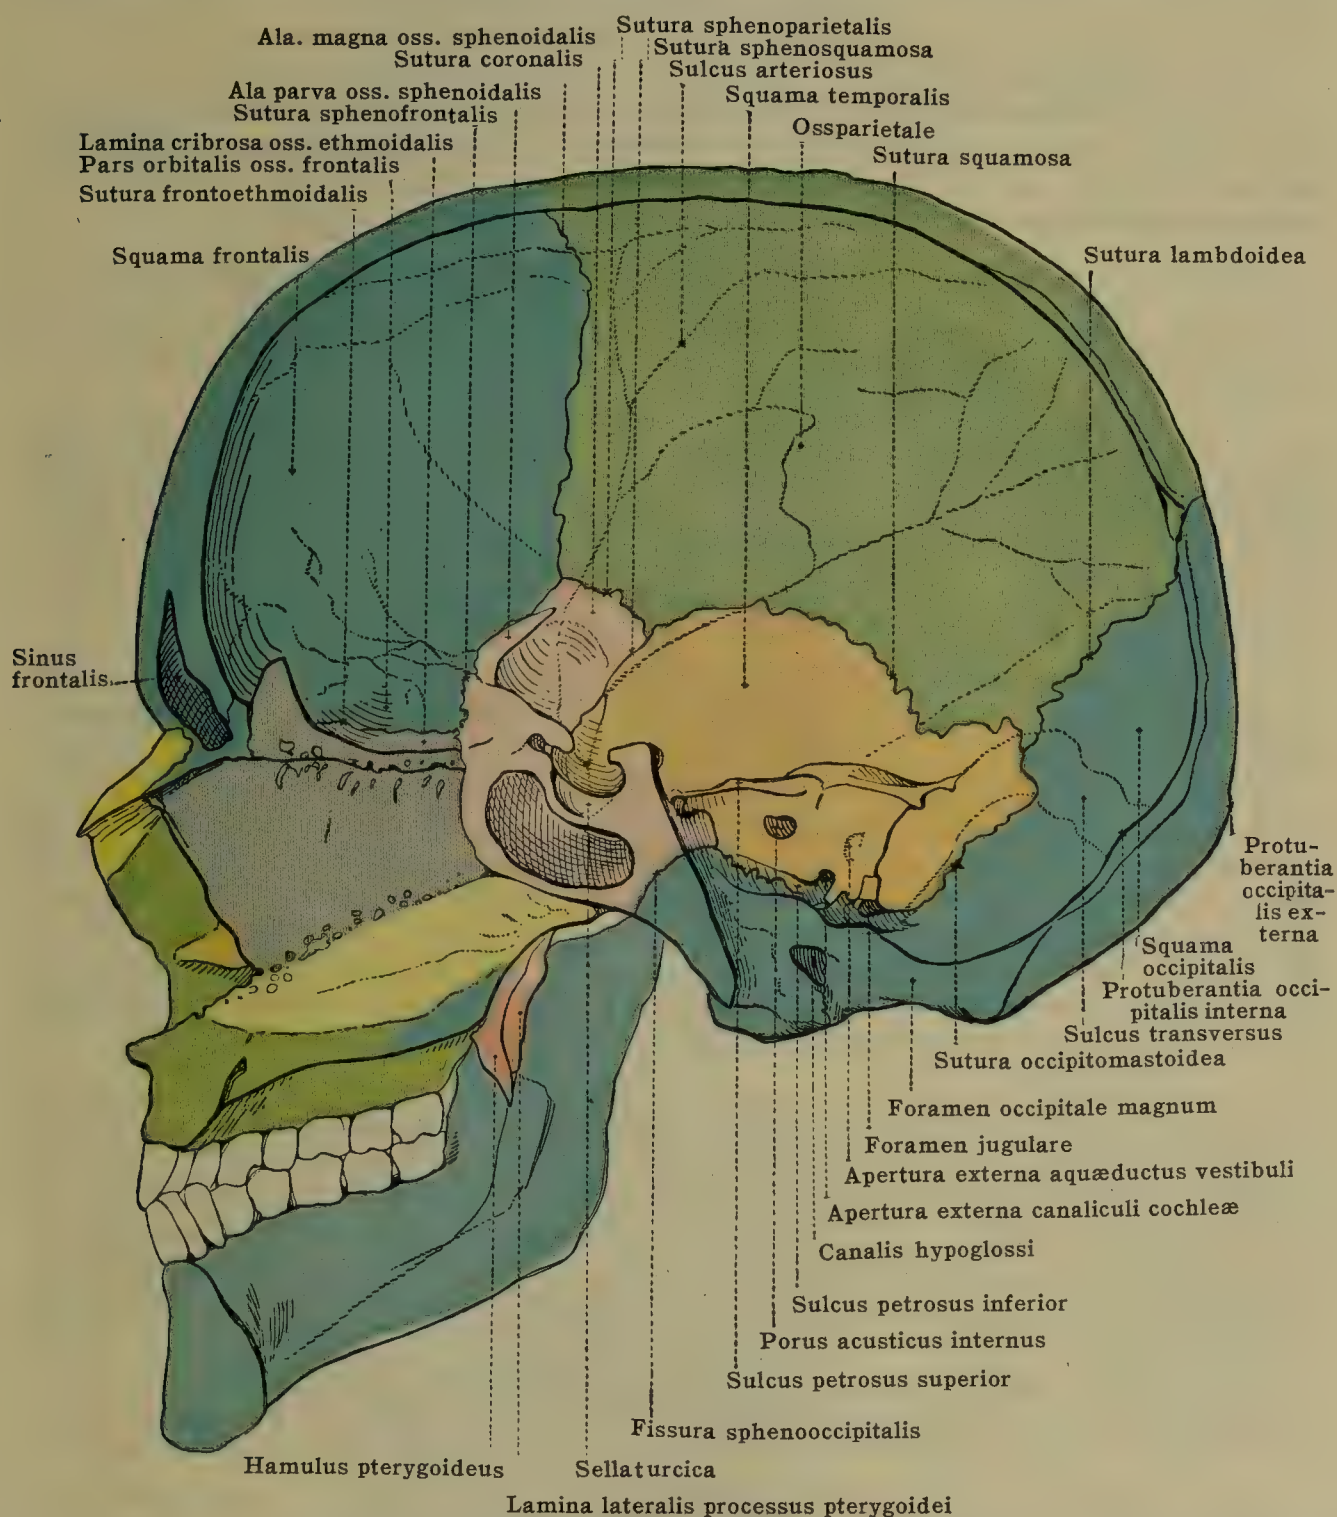 Ala. magna oss. sphenoidalis
Sutura coronalis
Ala parva oss. sphenoidalis
Sutura sphenofrontalis
Lamina cribrosa oss. ethmoidalis
Pars orbitalis oss. frontalis
Sutura frontoethmoidalis
Squama frontalis
Sutura sphenoparietalis
Sutura sphenosquamosa
Sulcus arteriosus
Squama temporalis
Ossparietale
Sutura squamosa
Sutura lambdoidea
Sinus
frontalis
Protu-
berantia
occipita-
lis ex-
terna
Squama
occipitalis
Protuberantia occi-
pitalis interna
Sulcus transversus
Sutura occipitomastoidea
Foramen occipitale magnum
Foramen jugulare
Apertura externa aquæductus vestibuli
Apertura externa canaliculi cochleæ
Canalis hypoglossi
Sulcus petrosus inferior
Porus acusticus internus
Sulcus petrosus superior
Fissura sphenooccipitalis
Hamulus pterygoideus
Sellaturcica
Lamina lateralis processus pterygoidei